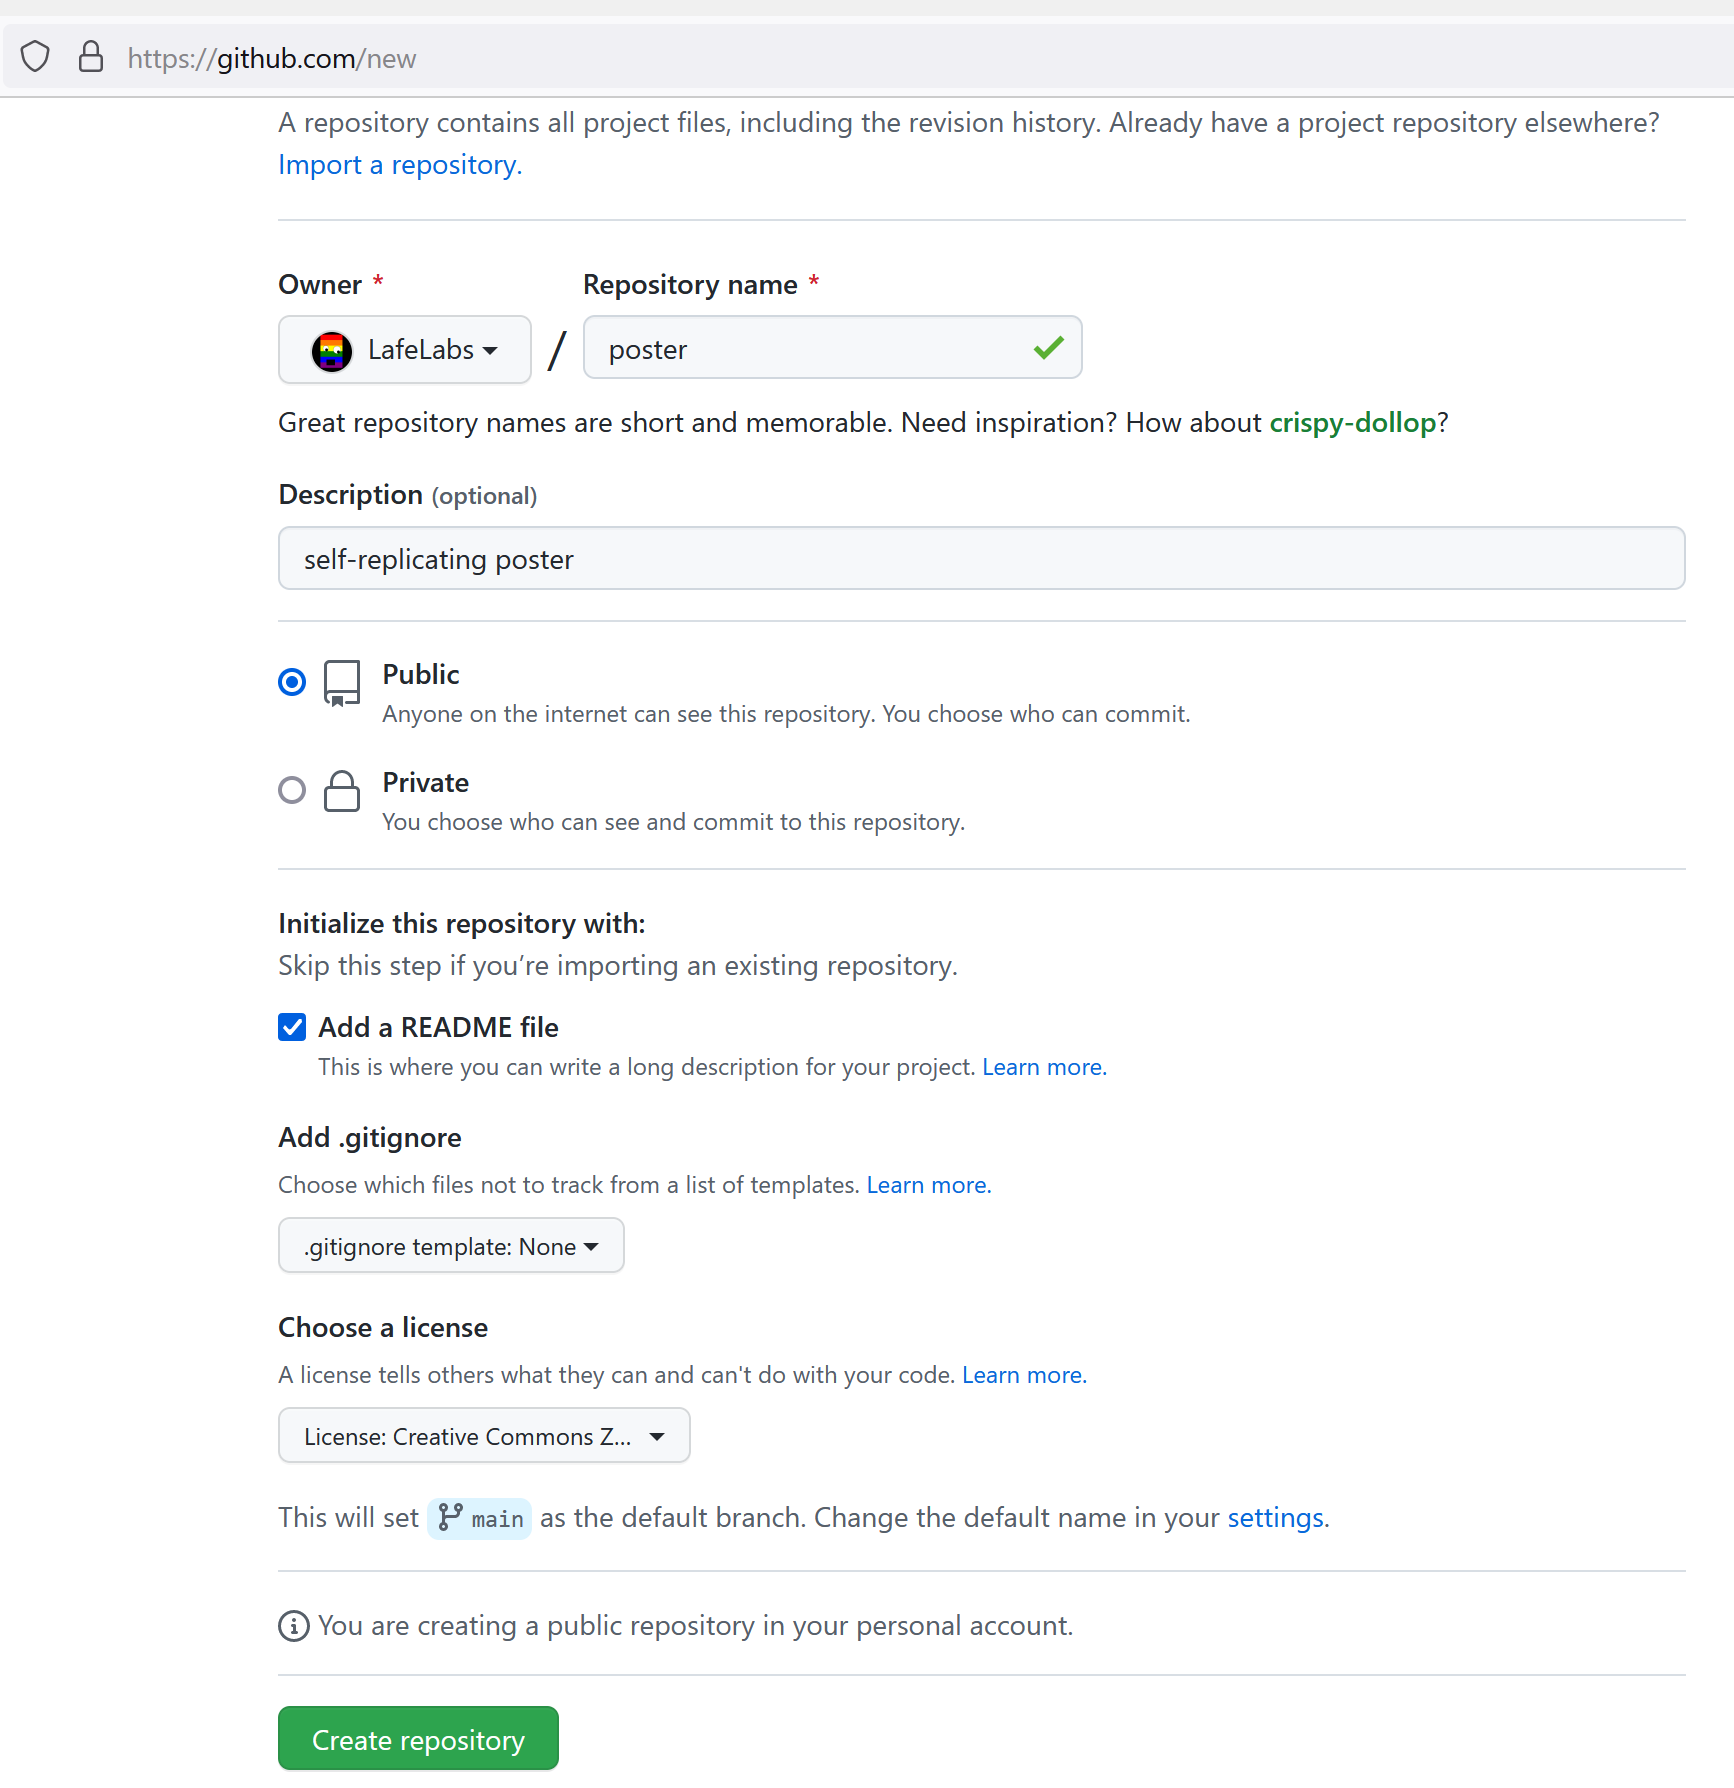 https://github.com/new
A repository contains all project files, including the revision history. Already have a project repository elsewhere?
Import a repository.
Owner * Repository name *
LafeLabs / poster
Great repository names are short and memorable. Need inspiration? How about crispy-dollop?
Description (optional)
self-replicating poster
Public
Anyone on the internet can see this repository. You choose who can commit.
Private
You choose who can see and commit to this repository.
Initialize this repository with:
Skip this step if you’re importing an existing repository.
Add a README file
This is where you can write a long description for your project. Learn more.
Add .gitignore
Choose which files not to track from a list of templates. Learn more.
.gitignore template: None
Choose a license
A license tells others what they can and can't do with your code. Learn more.
License: Creative Commons Z...
This will set main as the default branch. Change the default name in your settings.
You are creating a public repository in your personal account.
Create repository